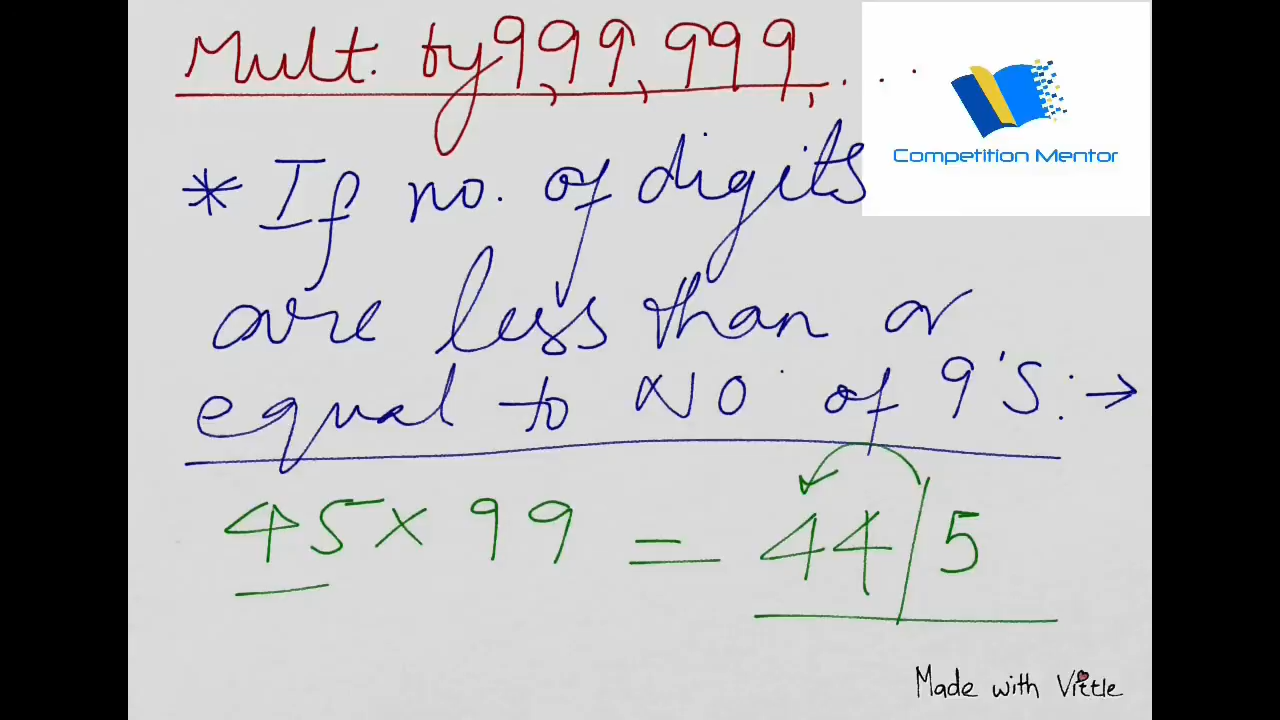 Mult. by 9, 99, 999, ...
Competition Mentor
* If no. of digits
are less than or
equal to NO. of 9's :→
45 × 99 = 44/5
Made with Vittle